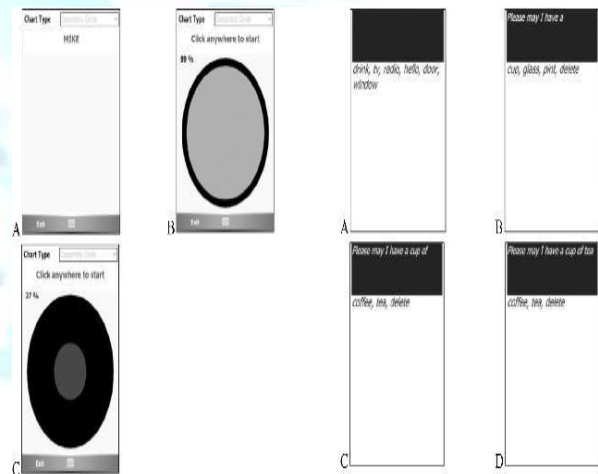 Chart Type
MIKE
Exit
A
Chart Type
Click anywhere to start
89 %
Exit
B
drink, tv, radio, hello, door,
window
A
Please may I have a
cup, glass, pint, delete
B
Chart Type
Click anywhere to start
37 %
Exit
C
Please may I have a cup of
coffee, tea, delete
C
Please may I have a cup of tea
coffee, tea, delete
D